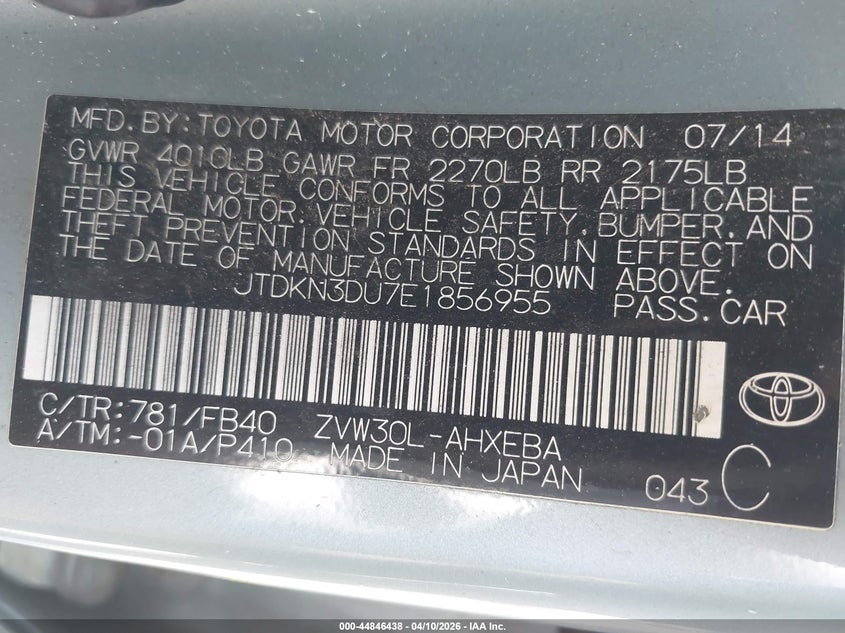 MFD.BY:TOYOTA MOTOR CORPORATION 07/14
GVWR 4010LB GAWR FR 2270LB RR 2175LB
THIS VEHICLE CONFORMS TO ALL APPLICABLE
FEDERAL MOTOR.VEHICLE SAFETY,BUMPER,AND
THEFT PREVENTION STANDARDS IN EFFECT ON
THE DATE OF MANUFACTURE SHOWN ABOVE.
JTDKN3DU7E1856955 PASS.CAR
C/TR:781/FB40 ZVW30L-AHXEBA
A/TM:-01A/P410 MADE IN JAPAN 043 C
000-44846438 - 04/10/2026 - IAA Inc.